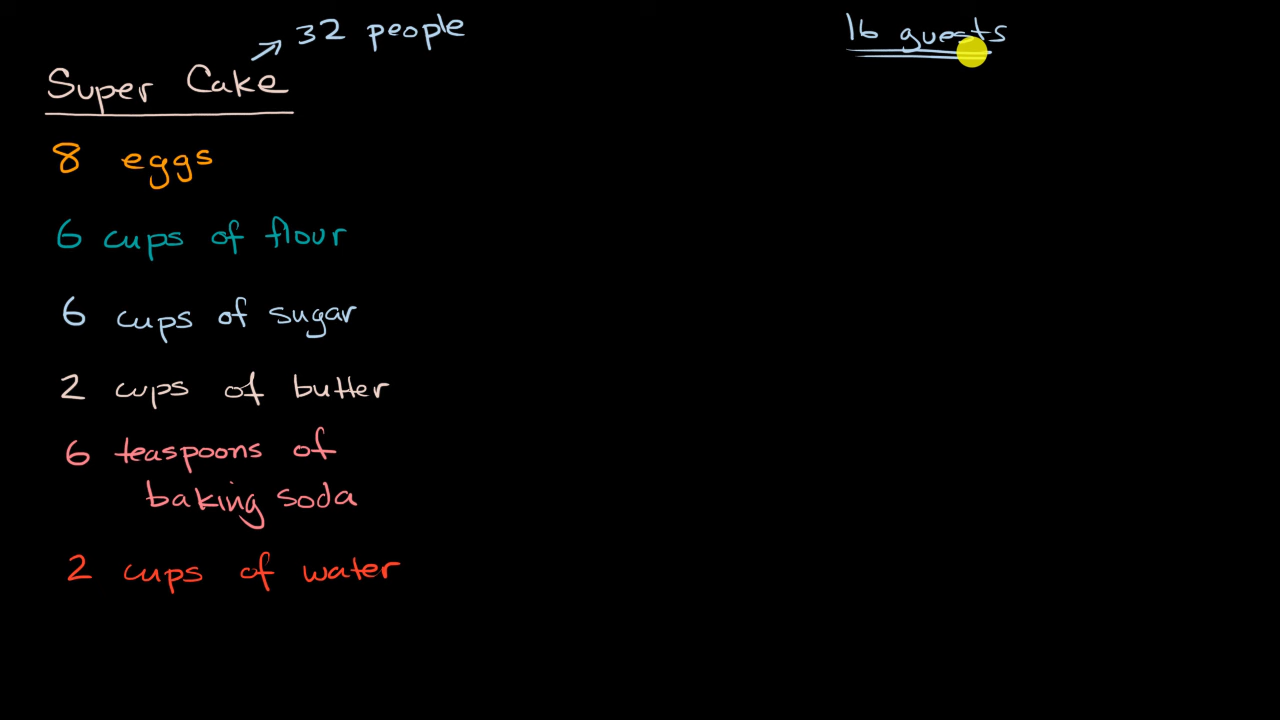 32 people
16 guests
Super Cake
8 eggs
6 cups of flour
6 cups of sugar
2 cups of butter
6 teaspoons of
baking soda
2 cups of water